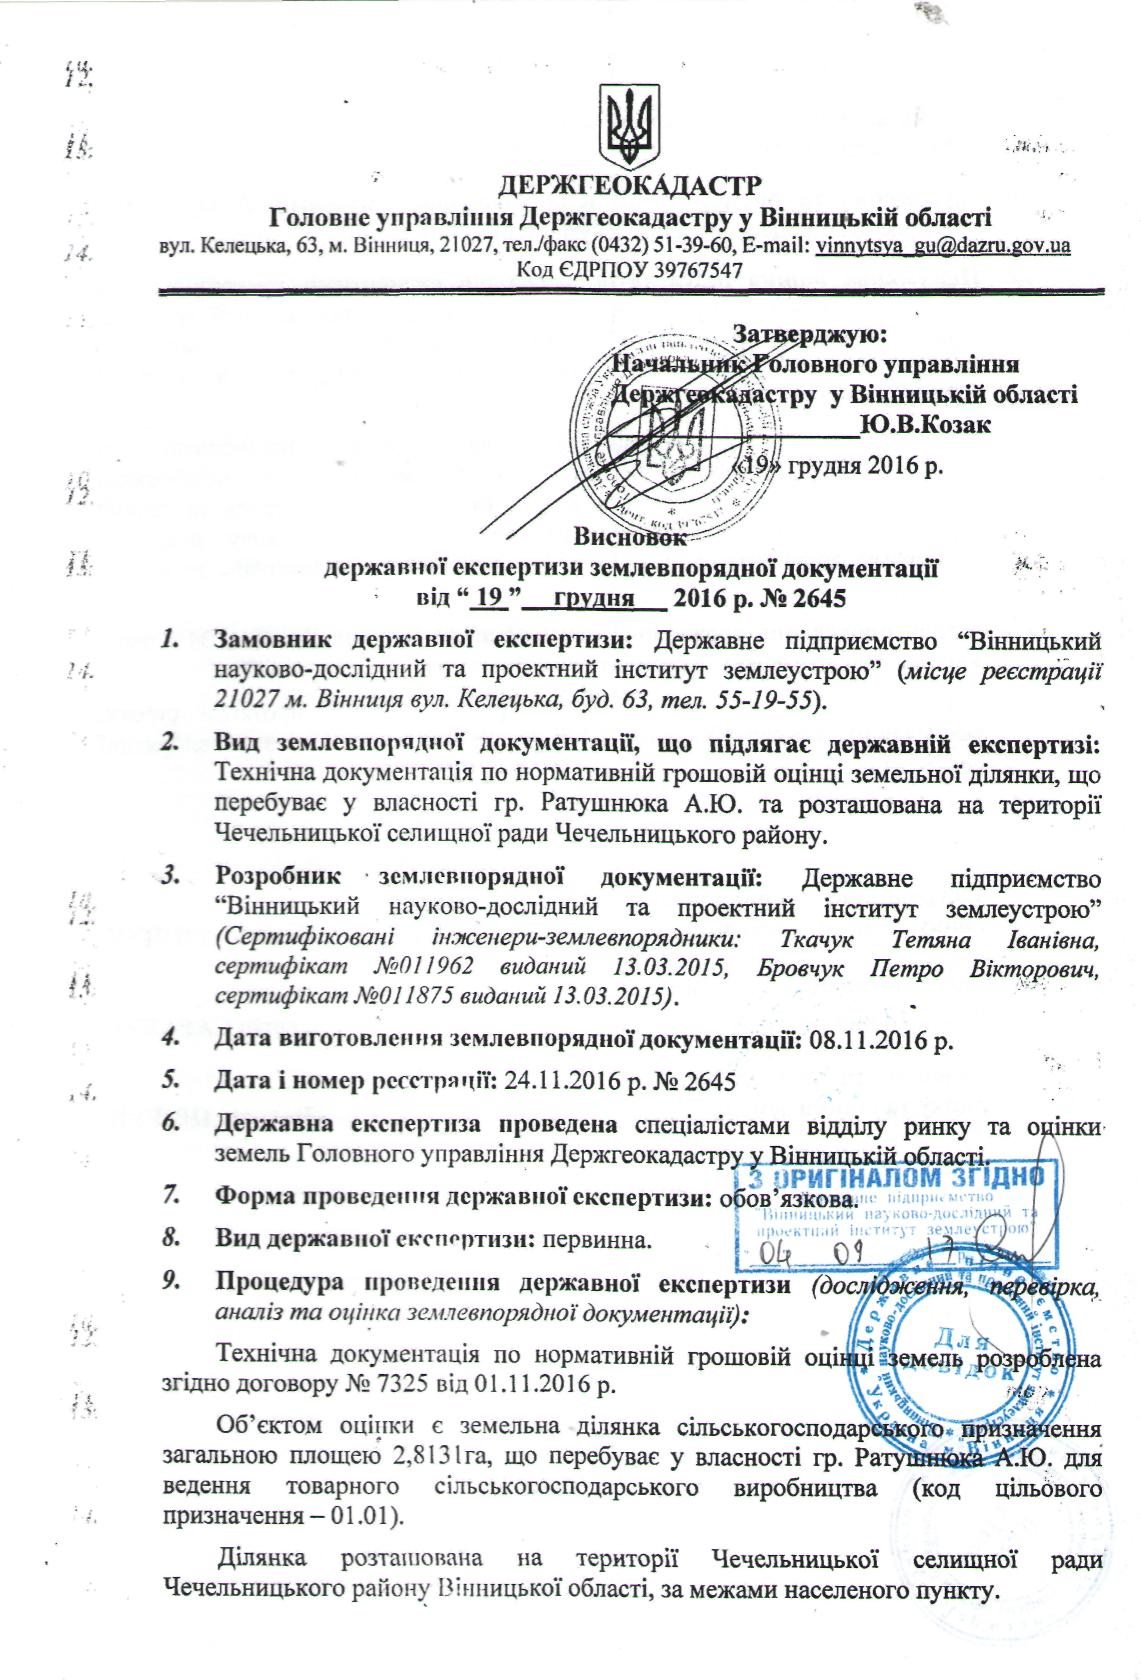 ДЕРЖГЕОКАДАСТР
Головне управління Держгеокадастру у Вінницькій області
вул. Келецька, 63, м. Вінниця, 21027, тел./факс (0432) 51-39-60, E-mail: vinnytsya_gu@dazru.gov.ua
Код ЄДРПОУ 39767547
Затверджую:
Начальник Головного управління
Держгеокадастру у Вінницькій області
Ю.В.Козак
«19» грудня 2016 р.
Висновок
державної експертизи землевпорядної документації
від “ 19 ” грудня 2016 р. № 2645
1. Замовник державної експертизи: Державне підприємство “Вінницький
науково-дослідний та проектний інститут землеустрою” (місце реєстрації
21027 м. Вінниця вул. Келецька, буд. 63, тел. 55-19-55).
2. Вид землевпорядної документації, що підлягає державній експертизі:
Технічна документація по нормативній грошовій оцінці земельної ділянки, що
перебуває у власності гр. Ратушнюка А.Ю. та розташована на території
Чечельницької селищної ради Чечельницького району.
3. Розробник землевпорядної документації: Державне підприємство
“Вінницький науково-дослідний та проектний інститут землеустрою”
(Сертифіковані інженери-землевпорядники: Ткачук Тетяна Іванівна,
сертифікат №011962 виданий 13.03.2015, Бровчук Петро Вікторович,
сертифікат №011875 виданий 13.03.2015).
4. Дата виготовлення землевпорядної документації: 08.11.2016 р.
5. Дата і номер реєстрації: 24.11.2016 р. № 2645
6. Державна експертиза проведена спеціалістами відділу ринку та оцінки
земель Головного управління Держгеокадастру у Вінницькій області.
З ОРИГІНАЛОМ ЗГІДНО
Державне підприємство
"Вінницький науково-дослідний та
проектний інститут землеустрою"
04 09 17
7. Форма проведення державної експертизи: обов’язкова.
8. Вид державної експертизи: первинна.
9. Процедура проведення державної експертизи (дослідження, перевірка,
аналіз та оцінка землевпорядної документації):
Для
довідок
Технічна документація по нормативній грошовій оцінці земель розроблена
згідно договору № 7325 від 01.11.2016 р.
Об’єктом оцінки є земельна ділянка сільськогосподарського призначення
загальною площею 2,8131га, що перебуває у власності гр. Ратушнюка А.Ю. для
ведення товарного сільськогосподарського виробництва (код цільового
призначення – 01.01).
Ділянка розташована на території Чечельницької селищної ради
Чечельницького району Вінницької області, за межами населеного пункту.